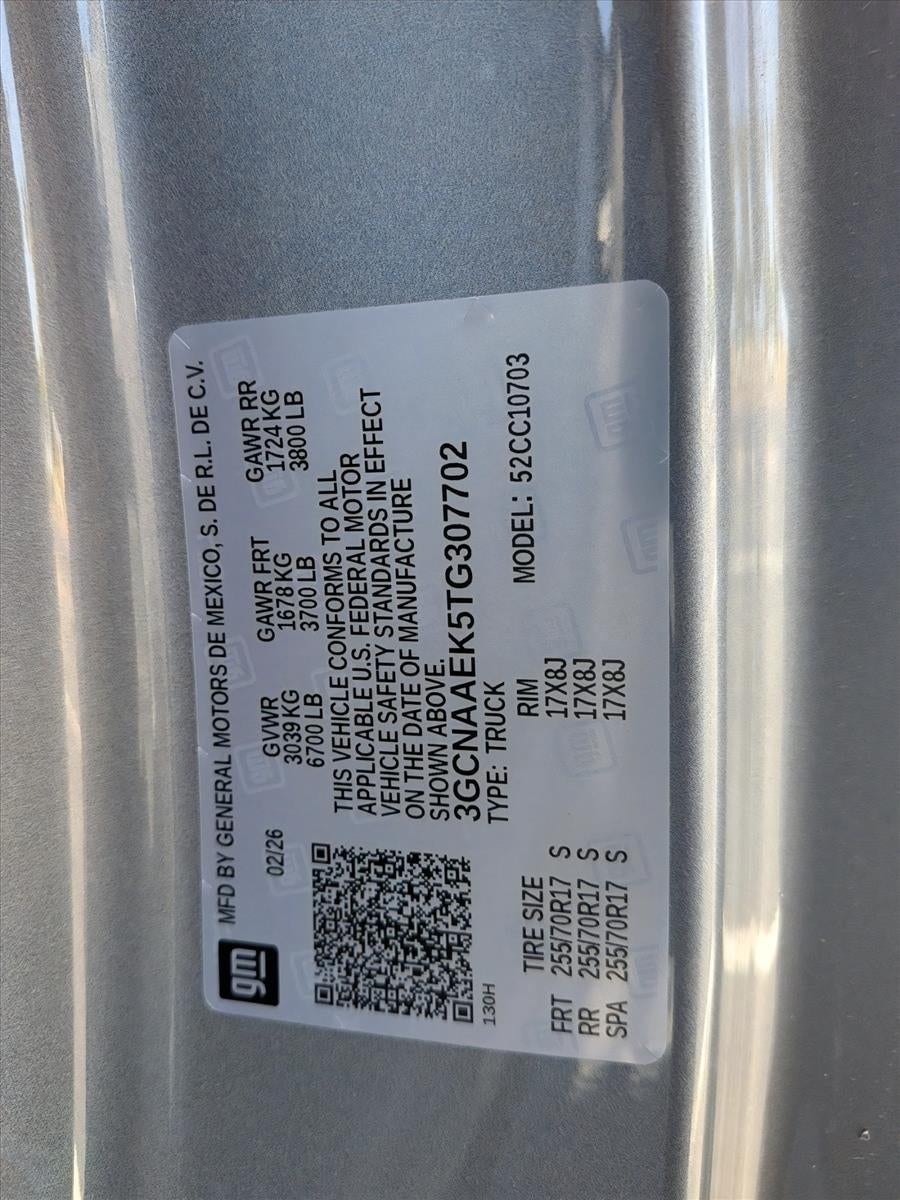 gm MFD BY GENERAL MOTORS DE MEXICO, S. DE R.L. DE C.V.
02/26 GVWR GAWR FRT GAWR RR
3039 KG 1678 KG 1724 KG
6700 LB 3700 LB 3800 LB
THIS VEHICLE CONFORMS TO ALL
APPLICABLE U.S. FEDERAL MOTOR
VEHICLE SAFETY STANDARDS IN EFFECT
ON THE DATE OF MANUFACTURE
SHOWN ABOVE.
3GCNAAEK5TG307702
130H TYPE: TRUCK MODEL: 52CC10703
TIRE SIZE RIM
FRT 255/70R17 S 17X8J
RR 255/70R17 S 17X8J
SPA 255/70R17 S 17X8J